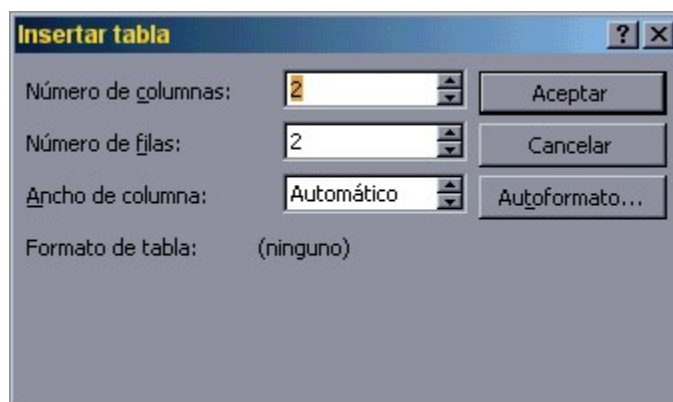 Insertar tabla
Número de columnas: 2 Aceptar
Número de filas: 2 Cancelar
Ancho de columna: Automático Autoformato...
Formato de tabla: (ninguno)